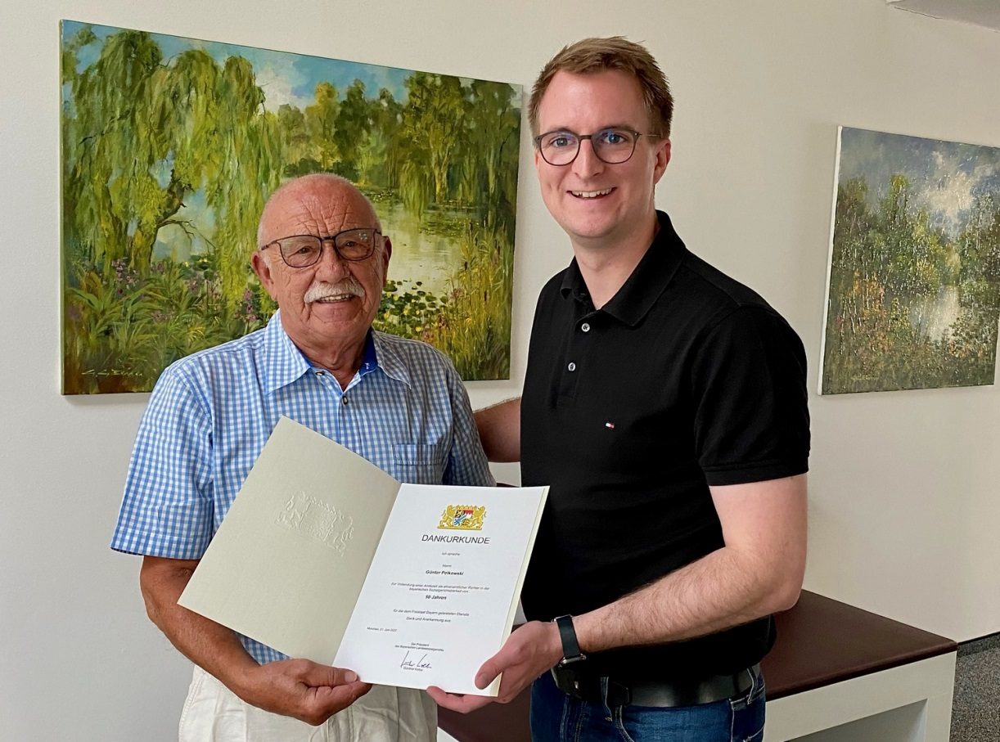 DANKURKUNDE
Ich spreche
Herrn
Günter Pelkowski
Zur Vollendung einer Amtszeit als ehrenamtlicher Richter in der
bayerischen Sozialgerichtsbarkeit von
50 Jahren
für die dem Freistaat Bayern geleisteten Dienste
Dank und Anerkennung aus
München, 21. Juni
Der Präsident
des Bayerischen Landessozialgerichts
Günther Kolbe